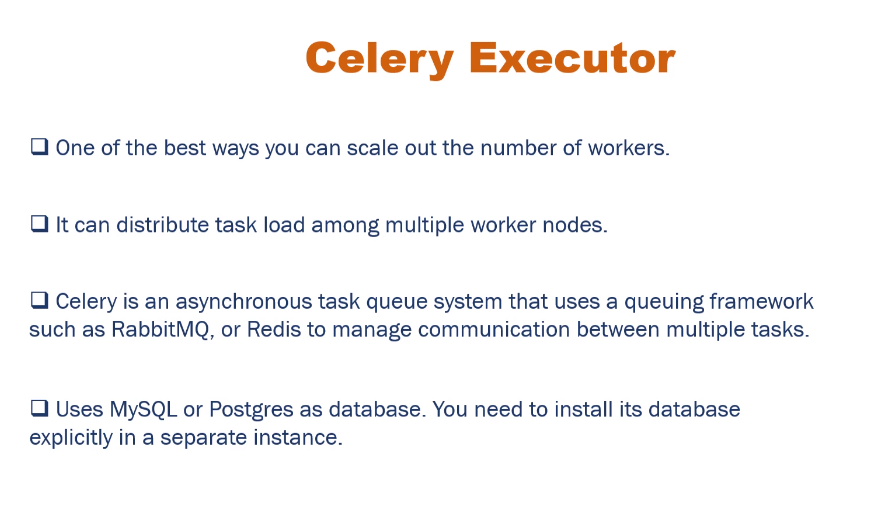 Celery Executor
❑ One of the best ways you can scale out the number of workers.
❑ It can distribute task load among multiple worker nodes.
❑ Celery is an asynchronous task queue system that uses a queuing framework
such as RabbitMQ, or Redis to manage communication between multiple tasks.
❑ Uses MySQL or Postgres as database. You need to install its database
explicitly in a separate instance.